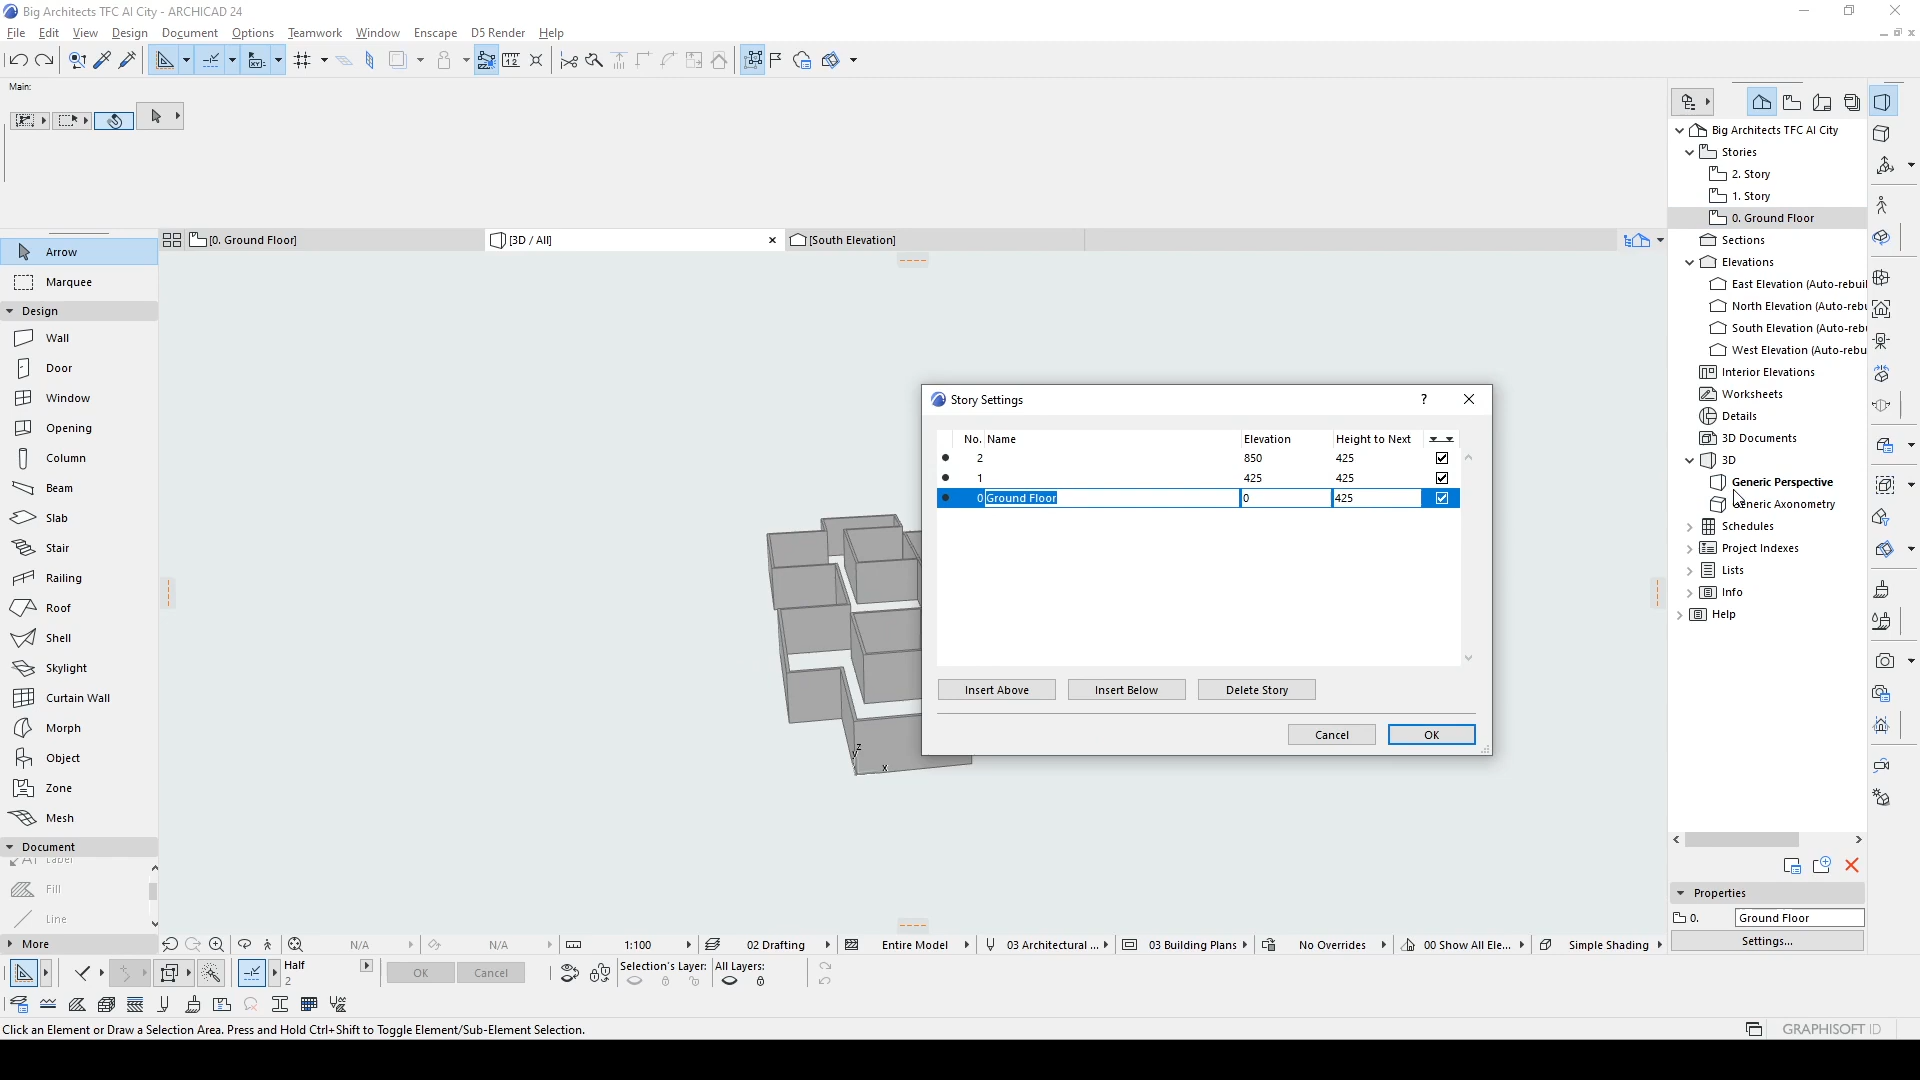 Big Architects TFC AI City - ARCHICAD 24
File Edit View Design Document Options Teamwork Window Enscape D5 Render Help
Main:
[0. Ground Floor]
[3D / All]
[South Elevation]
Arrow
Marquee
Design
Wall
Door
Window
Opening
Column
Beam
Slab
Stair
Railing
Roof
Shell
Skylight
Curtain Wall
Morph
Object
Zone
Mesh
Document
Label
Fill
Line
More
Story Settings
?
No. Name Elevation Height to Next
2 850 425
1 425 425
0 Ground Floor 0 425
Insert Above Insert Below Delete Story
Cancel OK
z
y
x
Big Architects TFC AI City
Stories
2. Story
1. Story
0. Ground Floor
Sections
Elevations
East Elevation (Auto-rebuil
North Elevation (Auto-rebu
South Elevation (Auto-rebu
West Elevation (Auto-rebu
Interior Elevations
Worksheets
Details
3D Documents
3D
Generic Perspective
Generic Axonometry
Schedules
Project Indexes
Lists
Info
Help
Properties
0. Ground Floor
Settings...
N/A N/A 1:100 02 Drafting Entire Model 03 Architectural ... 03 Building Plans No Overrides 00 Show All Ele... Simple Shading
Half
2
OK Cancel
Selection's Layer: All Layers:
Click an Element or Draw a Selection Area. Press and Hold Ctrl+Shift to Toggle Element/Sub-Element Selection.
GRAPHISOFT ID